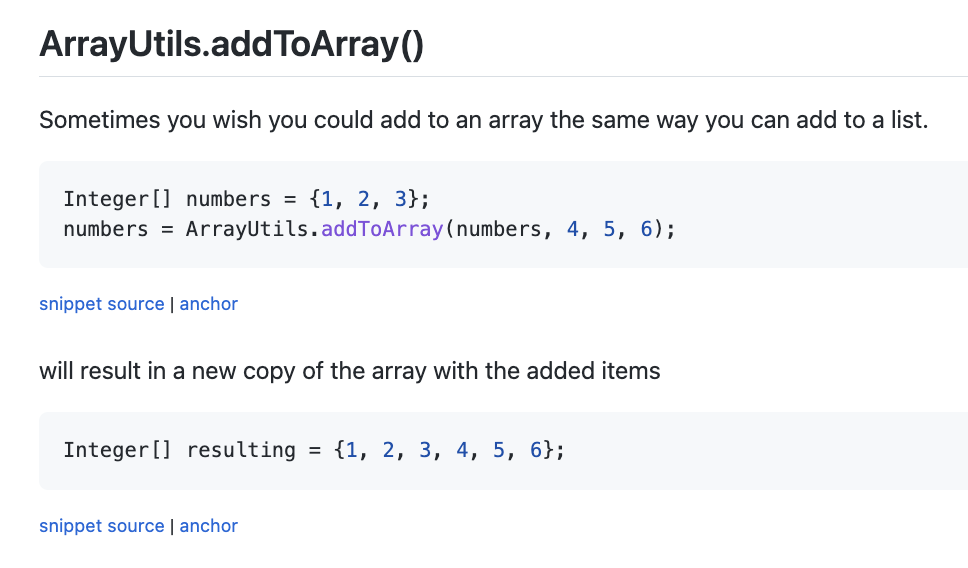 ArrayUtils.addToArray()
Sometimes you wish you could add to an array the same way you can add to a list.
Integer[] numbers = {1, 2, 3};
numbers = ArrayUtils.addToArray(numbers, 4, 5, 6);
snippet source | anchor
will result in a new copy of the array with the added items
Integer[] resulting = {1, 2, 3, 4, 5, 6};
snippet source | anchor